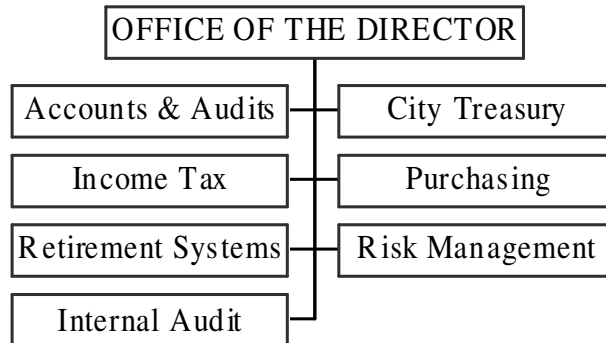 OFFICE OF THE DIRECTOR
Accounts & Audits
City Treasury
Income Tax
Purchasing
Retirement Systems
Risk Management
Internal Audit